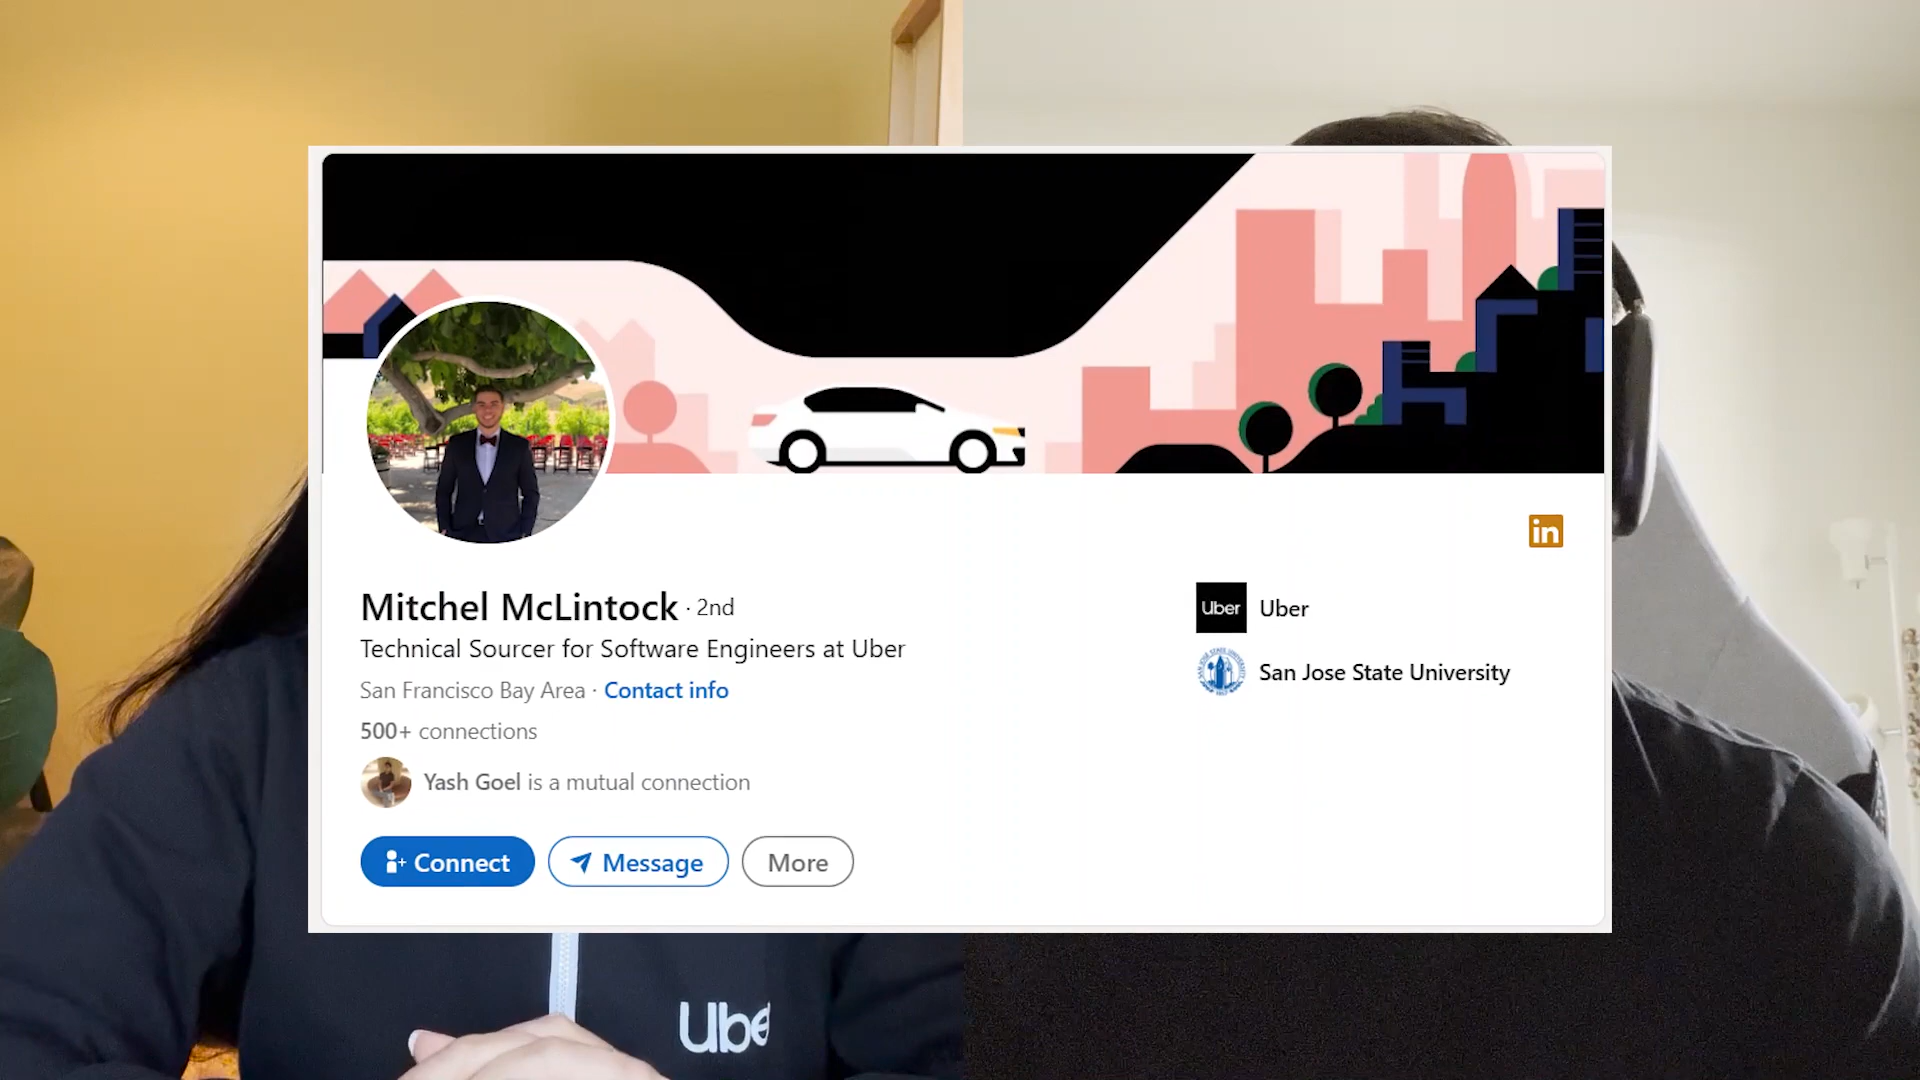 Mitchel McLintock · 2nd
Technical Sourcer for Software Engineers at Uber
San Francisco Bay Area · Contact info
500+ connections
Yash Goel is a mutual connection
Connect
Message
More
in
Uber
Uber
San Jose State University
Uber